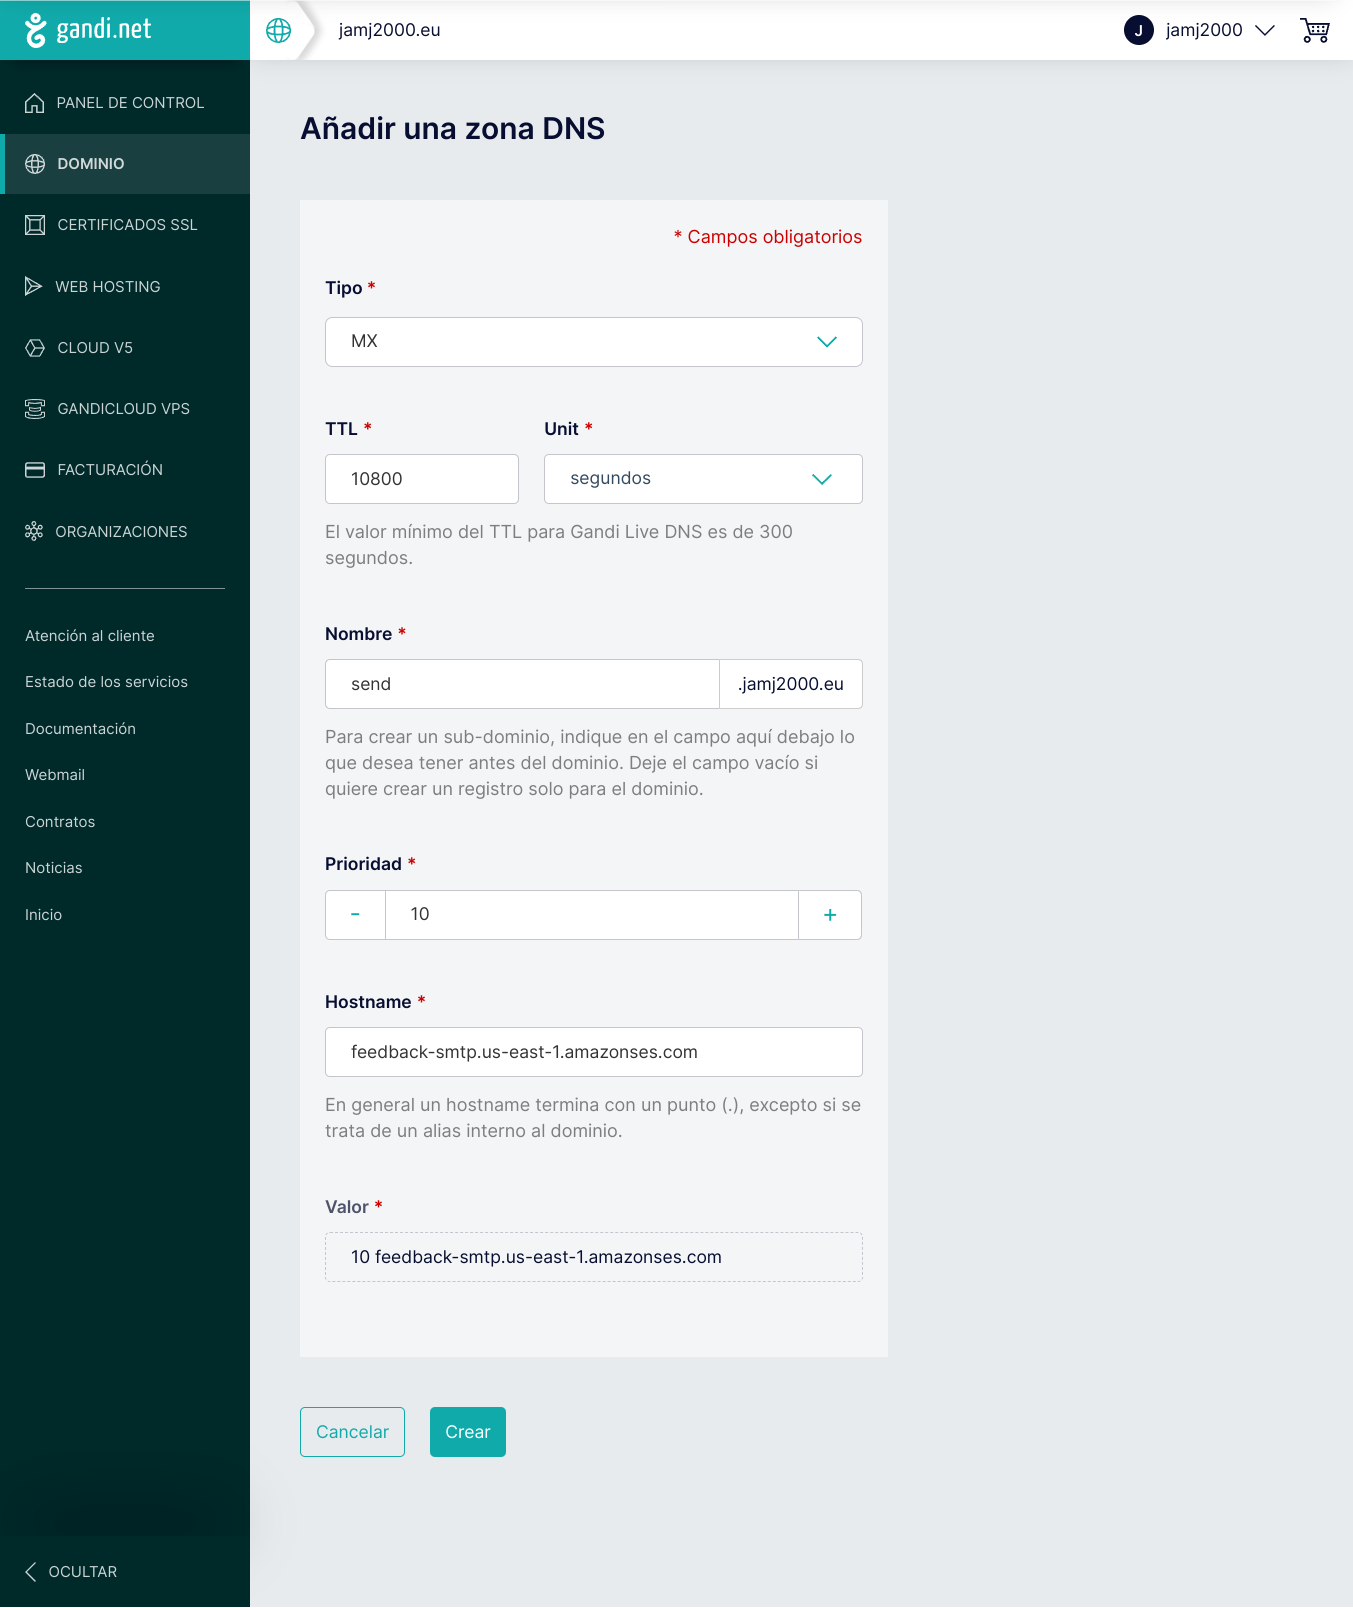 gandi.net
jamj2000.eu
J
jamj2000
PANEL DE CONTROL
DOMINIO
CERTIFICADOS SSL
WEB HOSTING
CLOUD V5
GANDICLOUD VPS
FACTURACIÓN
ORGANIZACIONES
Atención al cliente
Estado de los servicios
Documentación
Webmail
Contratos
Noticias
Inicio
OCULTAR
Añadir una zona DNS
* Campos obligatorios
Tipo *
MX
TTL *
Unit *
10800
segundos
El valor mínimo del TTL para Gandi Live DNS es de 300
segundos.
Nombre *
send
.jamj2000.eu
Para crear un sub-dominio, indique en el campo aquí debajo lo
que desea tener antes del dominio. Deje el campo vacío si
quiere crear un registro solo para el dominio.
Prioridad *
- 10 +
Hostname *
feedback-smtp.us-east-1.amazonses.com
En general un hostname termina con un punto (.), excepto si se
trata de un alias interno al dominio.
Valor *
10 feedback-smtp.us-east-1.amazonses.com
Cancelar
Crear